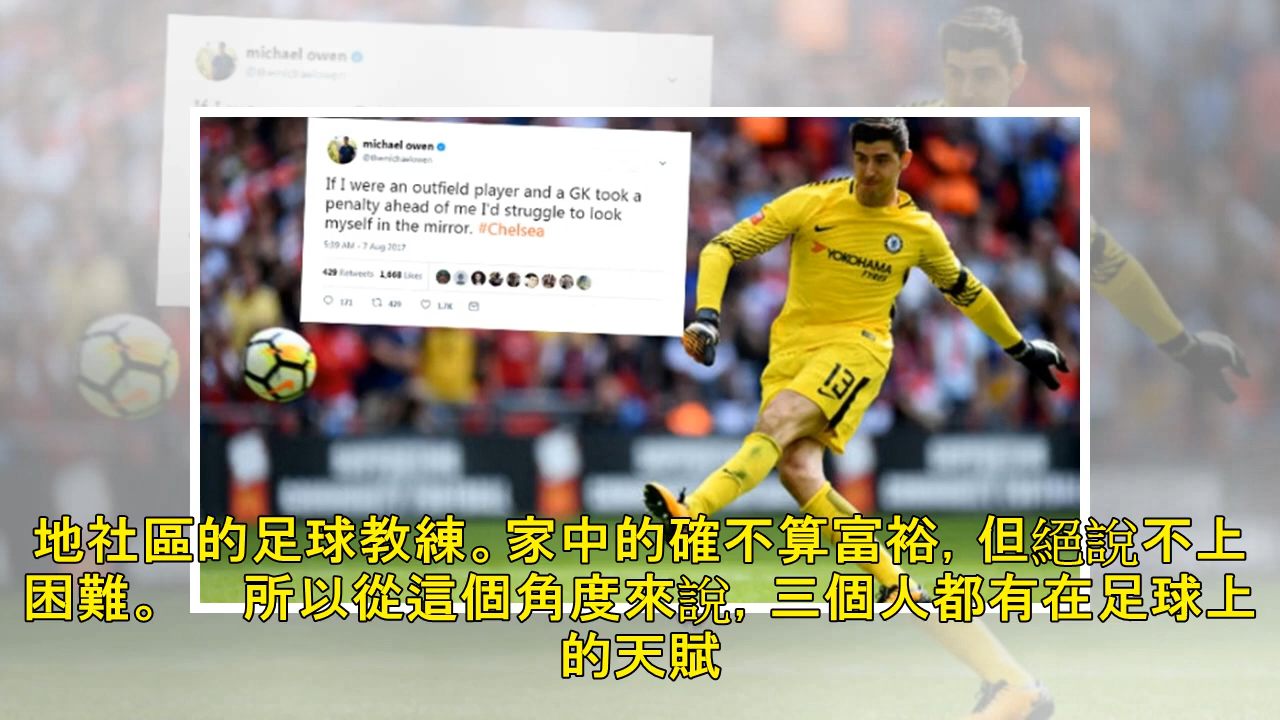 michael owen
@themichaelowen
michael owen
@themichaelowen
If I were an outfield player and a GK took a
penalty ahead of me I'd struggle to look
myself in the mirror. #Chelsea
5:39 AM - 7 Aug 2017
429 Retweets 1,668 Likes
171 429 1.7K
YOKOHAMA
TYRES
13
地社區的足球教練。家中的確不算富裕, 但絕說不上
困難。 所以從這個角度來說, 三個人都有在足球上
的天賦